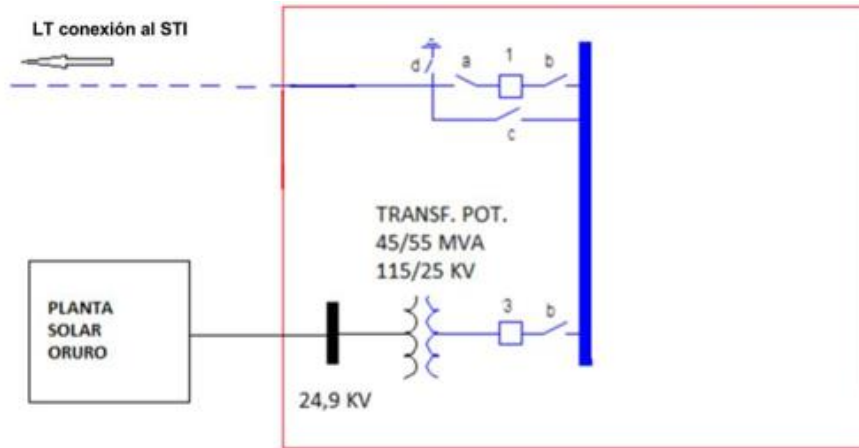 LT conexión al STI
d
a
1
b
c
TRANSF. POT.
45/55 MVA
115/25 KV
PLANTA
SOLAR
ORURO
3
b
24,9 KV